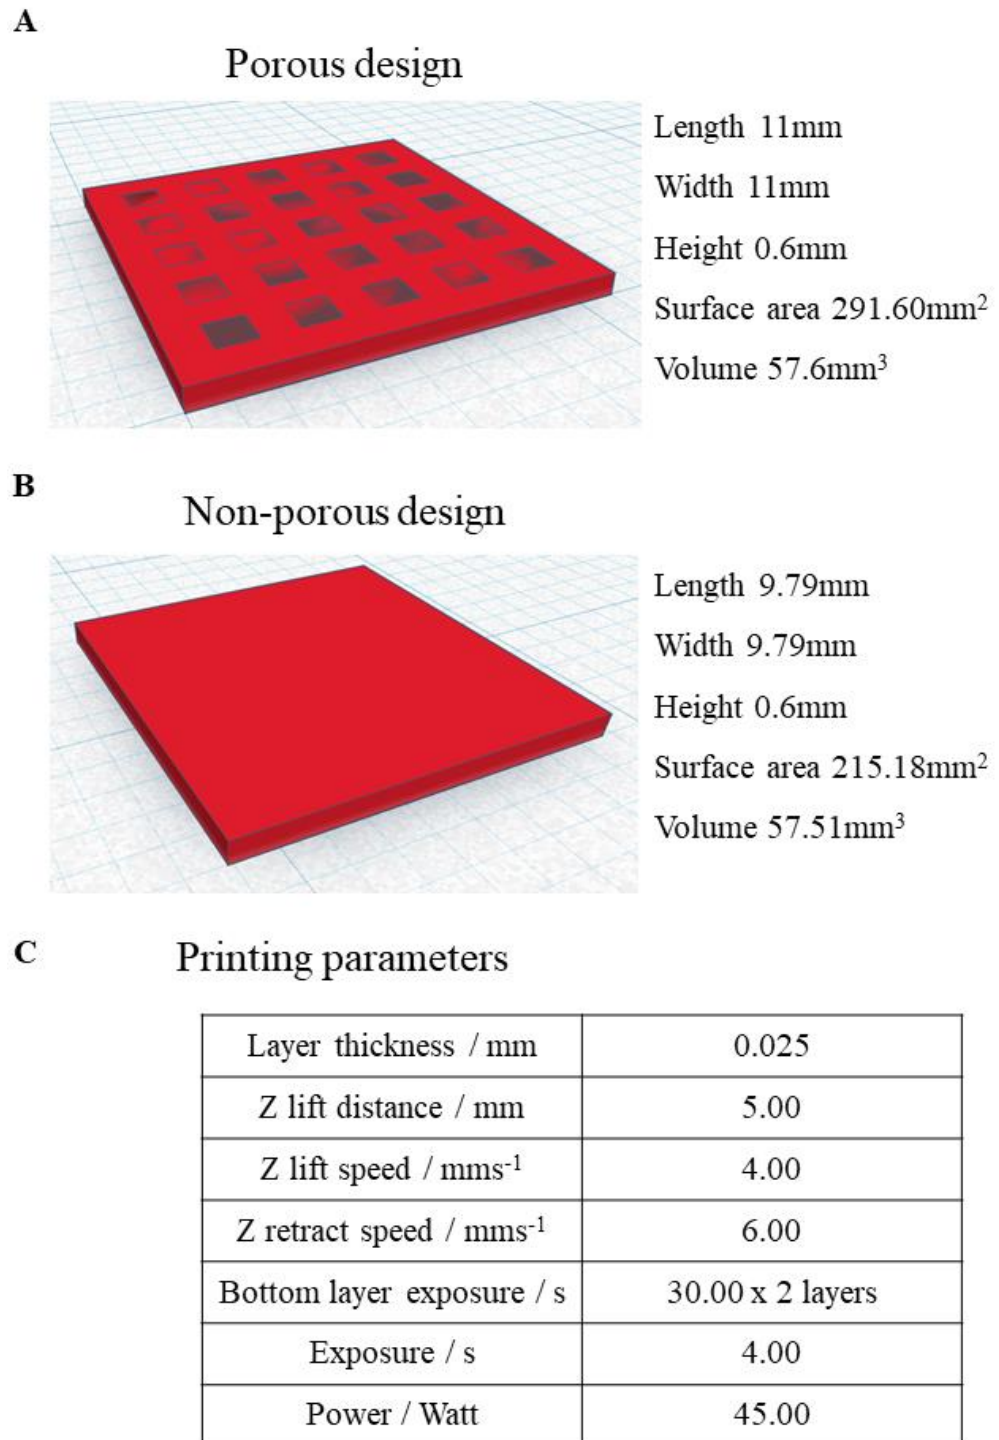 A
Porous design
Length 11mm
Width 11mm
Height 0.6mm
Surface area 291.60mm²
Volume 57.6mm³
B
Non-porous design
Length 9.79mm
Width 9.79mm
Height 0.6mm
Surface area 215.18mm²
Volume 57.51mm³
C
Printing parameters
Layer thickness / mm 0.025
Z lift distance / mm 5.00
Z lift speed / mms⁻¹ 4.00
Z retract speed / mms⁻¹ 6.00
Bottom layer exposure / s 30.00 x 2 layers
Exposure / s 4.00
Power / Watt 45.00